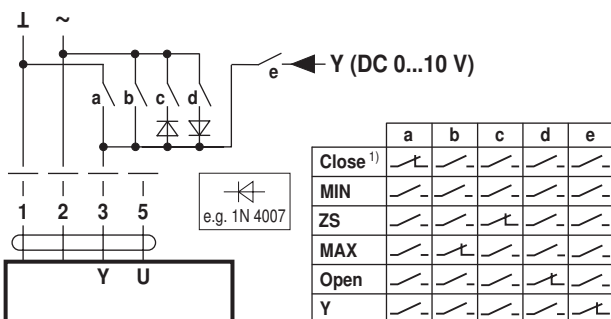 ⊥ ~
a b c d e Y (DC 0...10 V)
1 2 3 5
e.g. 1N 4007
Y U
a b c d e
Close 1)
MIN
ZS
MAX
Open
Y